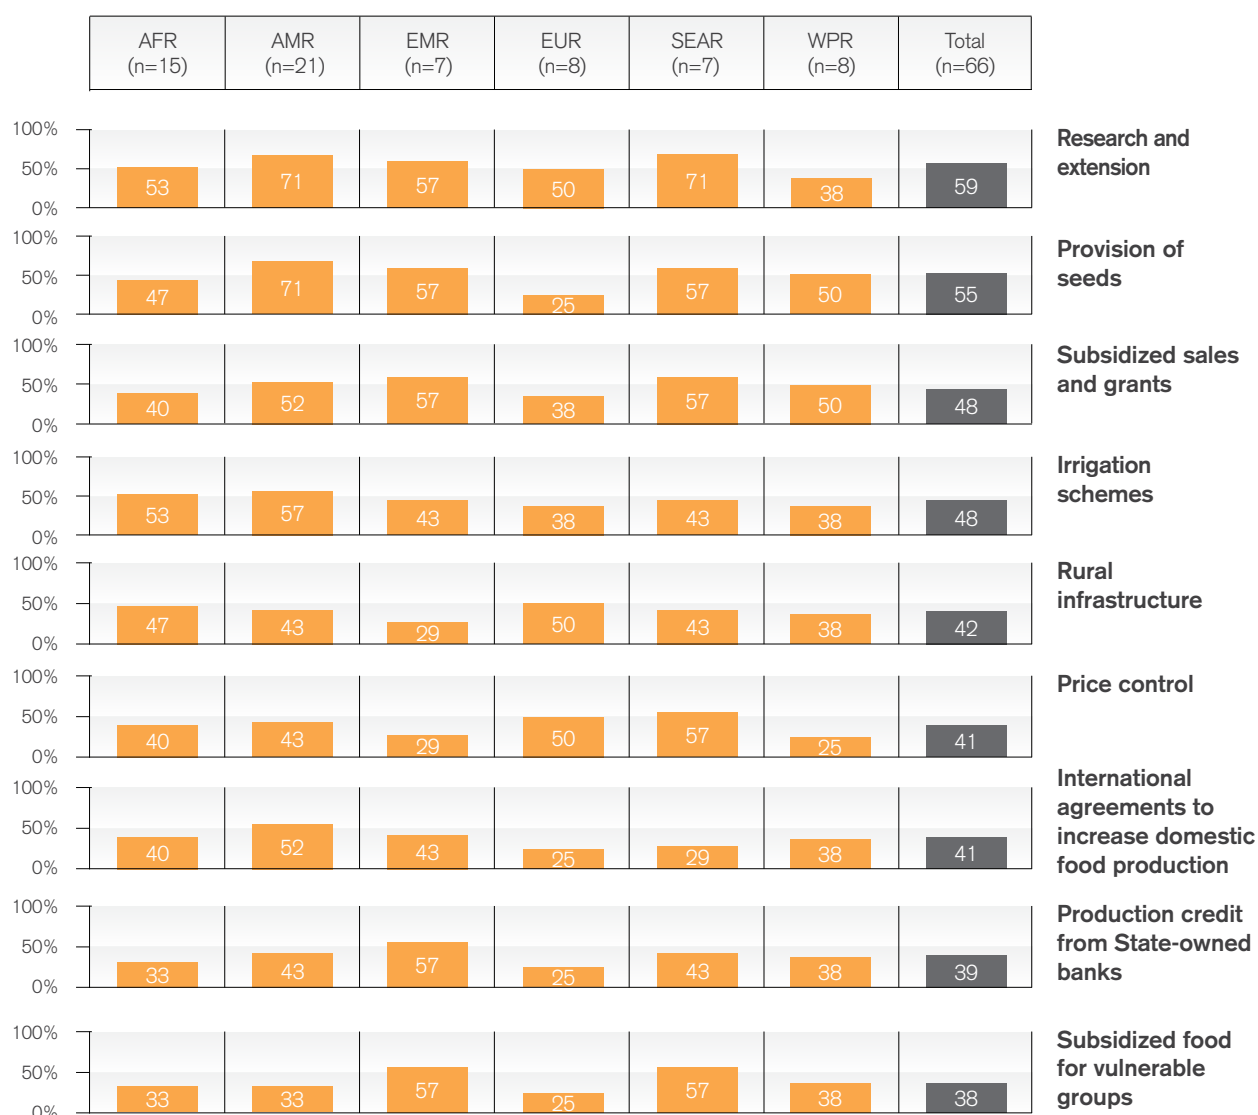 AFR AMR EMR EUR SEAR WPR Total
(n=15) (n=21) (n=7) (n=8) (n=7) (n=8) (n=66)
100%
50%
0%
53 71 57 50 71 38 59
Research and
extension
100%
50%
0%
47 71 57 25 57 50 55
Provision of
seeds
100%
50%
0%
40 52 57 38 57 50 48
Subsidized sales
and grants
100%
50%
0%
53 57 43 38 43 38 48
Irrigation
schemes
100%
50%
0%
47 43 29 50 43 38 42
Rural
infrastructure
100%
50%
0%
40 43 29 50 57 25 41
Price control
100%
50%
0%
40 52 43 25 29 38 41
International
agreements to
increase domestic
food production
100%
50%
0%
33 43 57 25 43 38 39
Production credit
from State-owned
banks
100%
50%
0%
33 33 57 25 57 38 38
Subsidized food
for vulnerable
groups